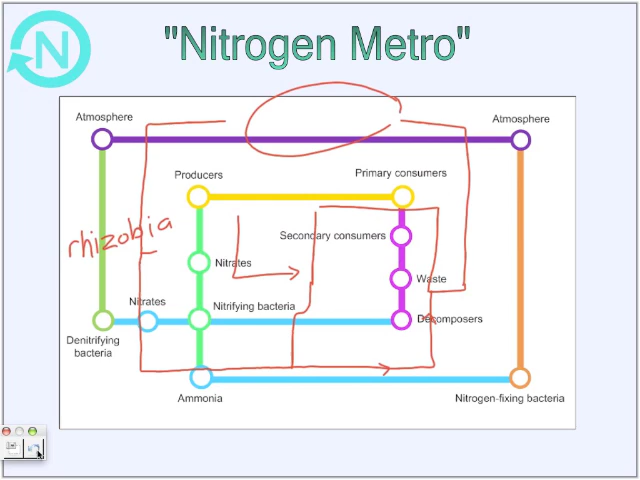 N
"Nitrogen Metro"
Atmosphere
Atmosphere
Producers
Primary consumers
rhizobia
Secondary consumers
Nitrates
Waste
Nitrates
Nitrifying bacteria
Decomposers
Denitrifying
bacteria
Ammonia
Nitrogen-fixing bacteria